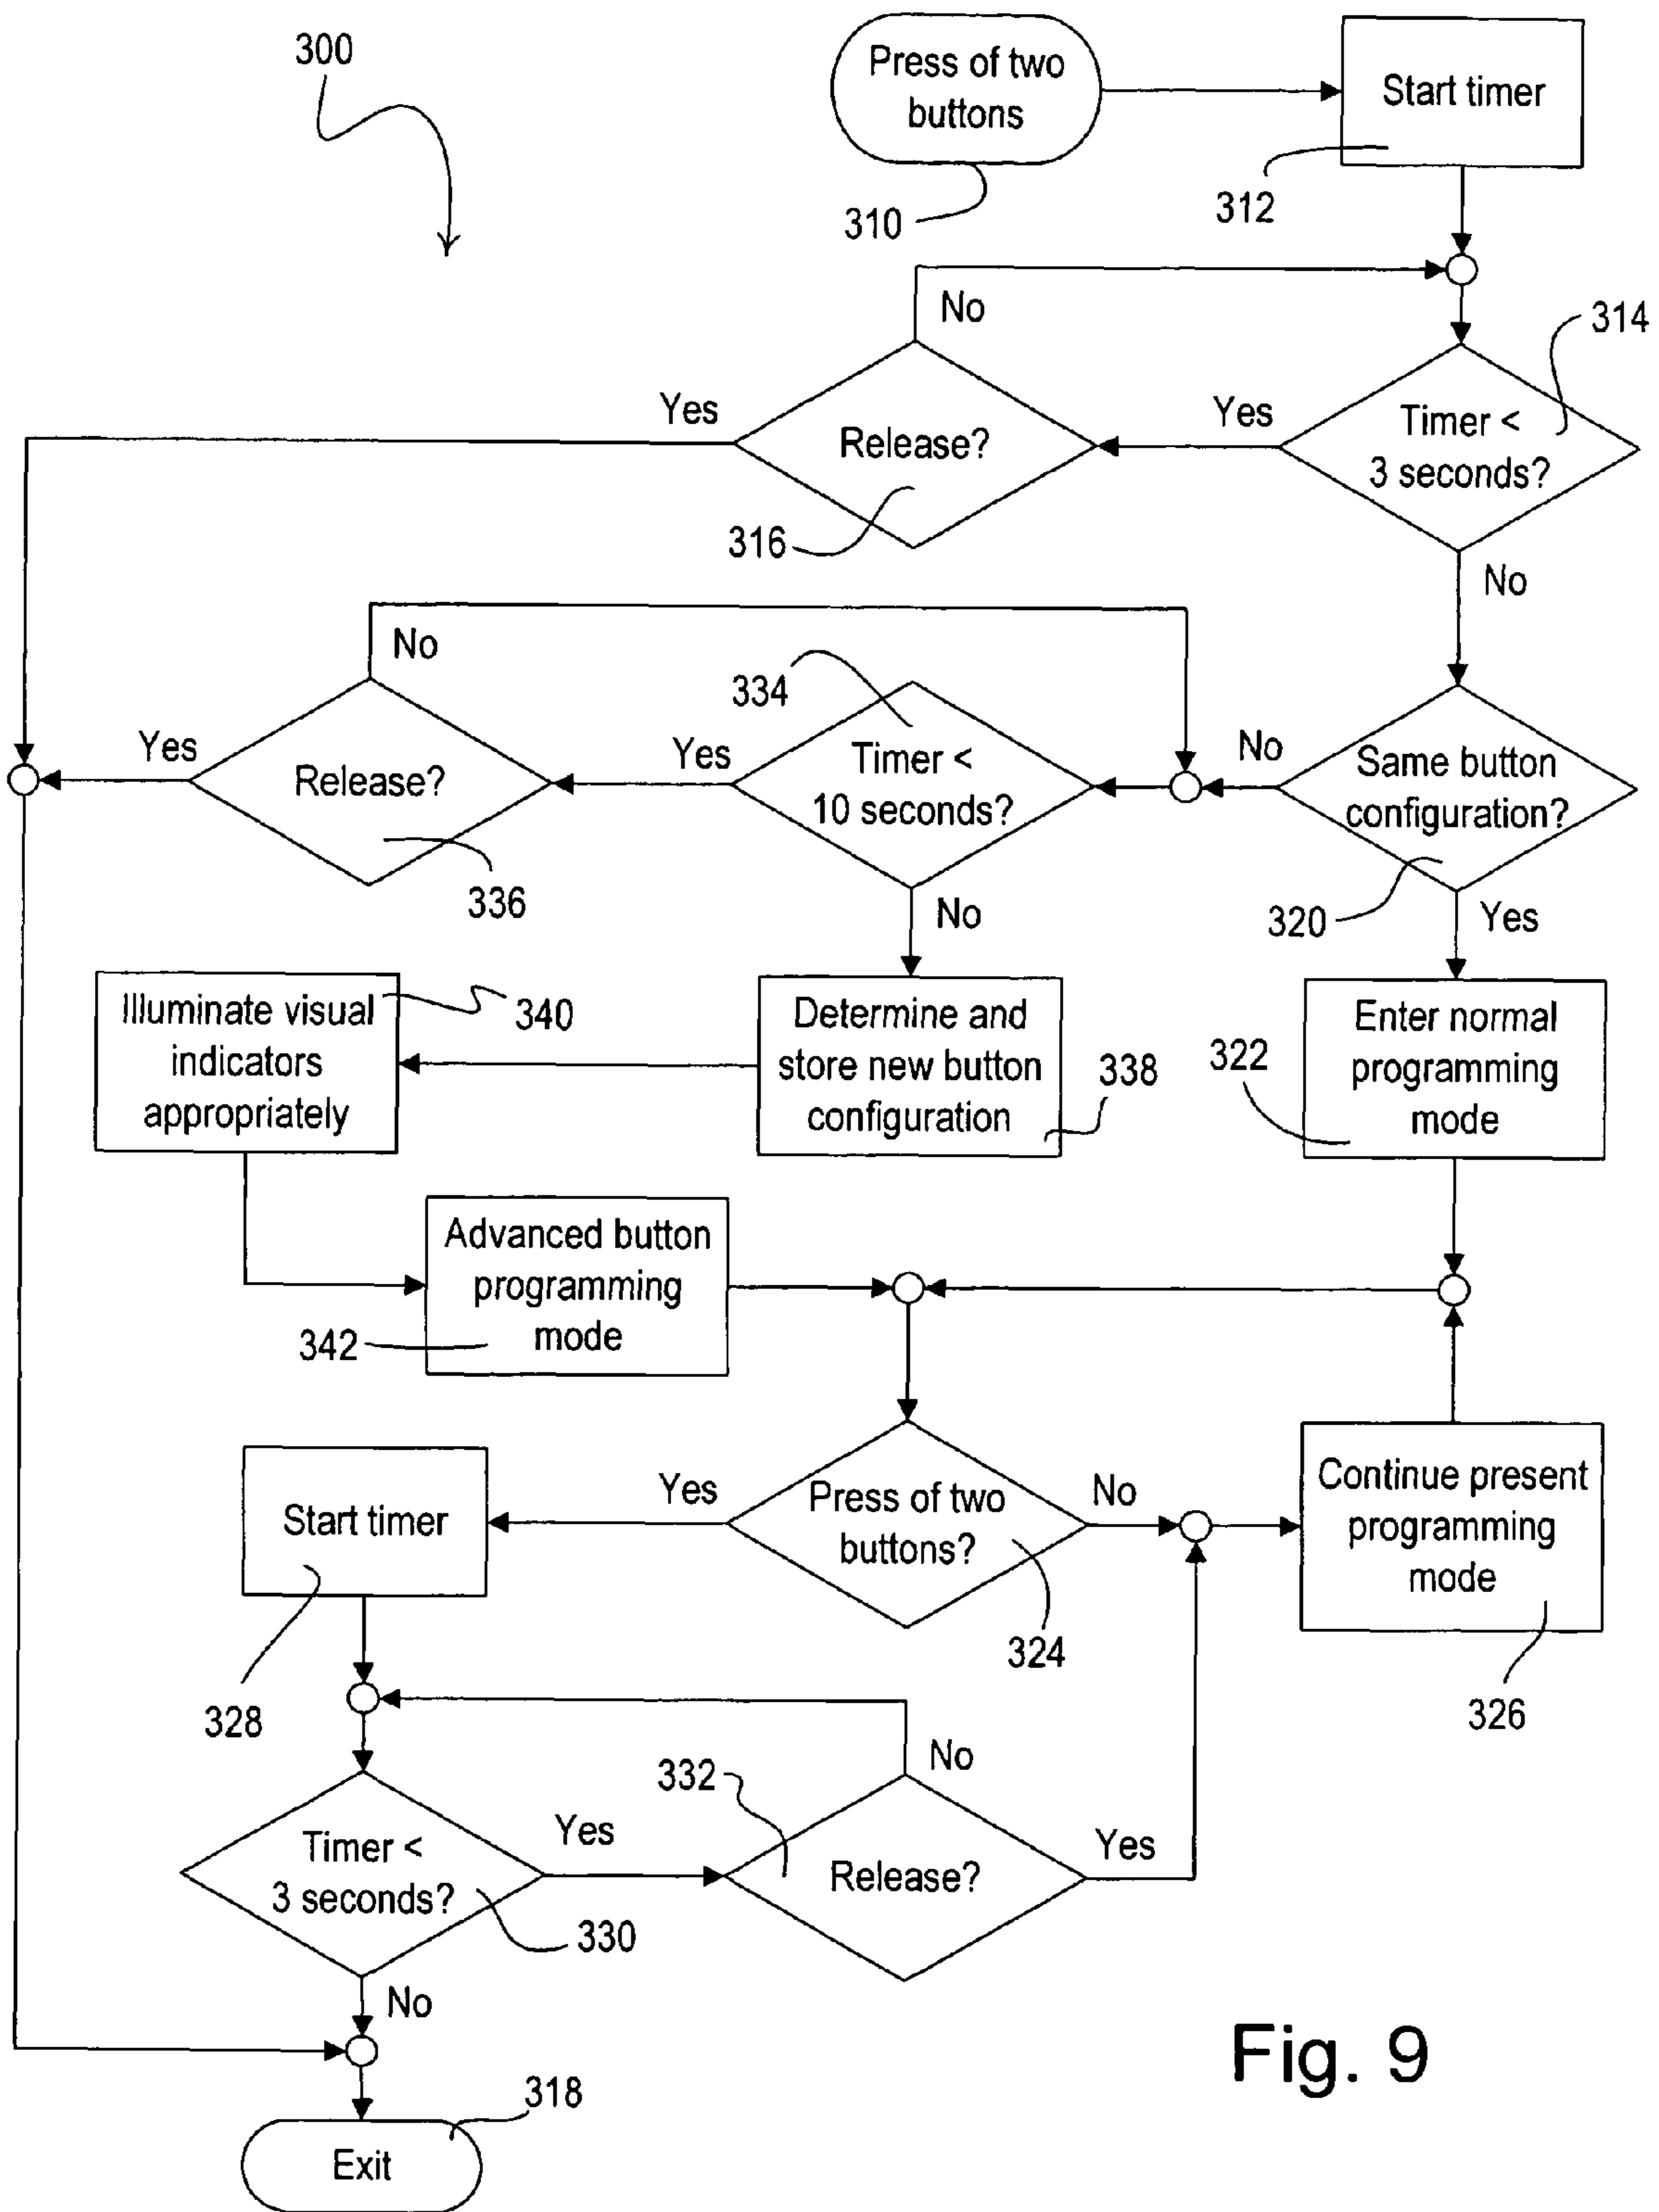 300
Press of two
buttons
310
Start timer
312
No
314
Timer <
3 seconds?
Yes
Release?
316
Yes
No
Same button
configuration?
320
No
334
Timer <
10 seconds?
Yes
Release?
336
No
Yes
No
Yes
Illuminate visual
indicators
appropriately
340
Determine and
store new button
configuration
338
Enter normal
programming
mode
322
Advanced button
programming
mode
342
Press of two
buttons?
324
Yes
No
Start timer
328
Continue present
programming
mode
326
Timer <
3 seconds?
330
Yes
332
Release?
No
Yes
No
318
Exit
Fig. 9